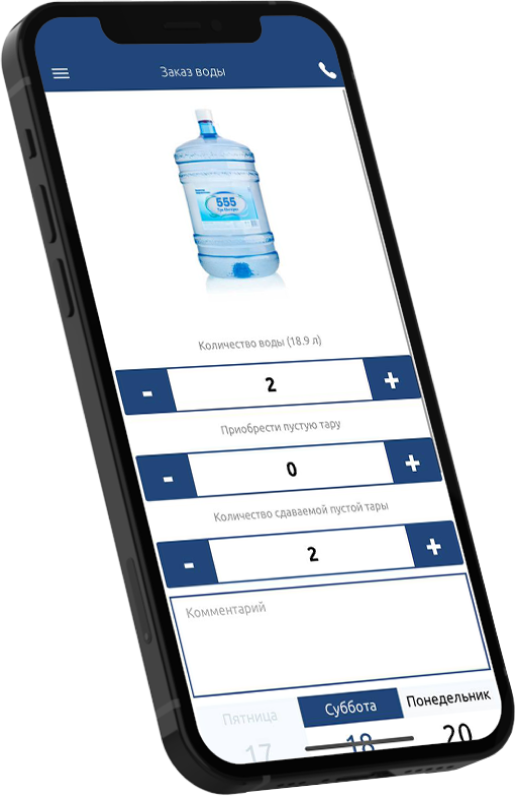 Заказ воды
555
Количество воды (18.9 л)
- 2 +
Приобрести пустую тару
- 0 +
Количество сдаваемой пустой тары
- 2 +
Комментарий
Пятница Суббота Понедельник
17 18 20